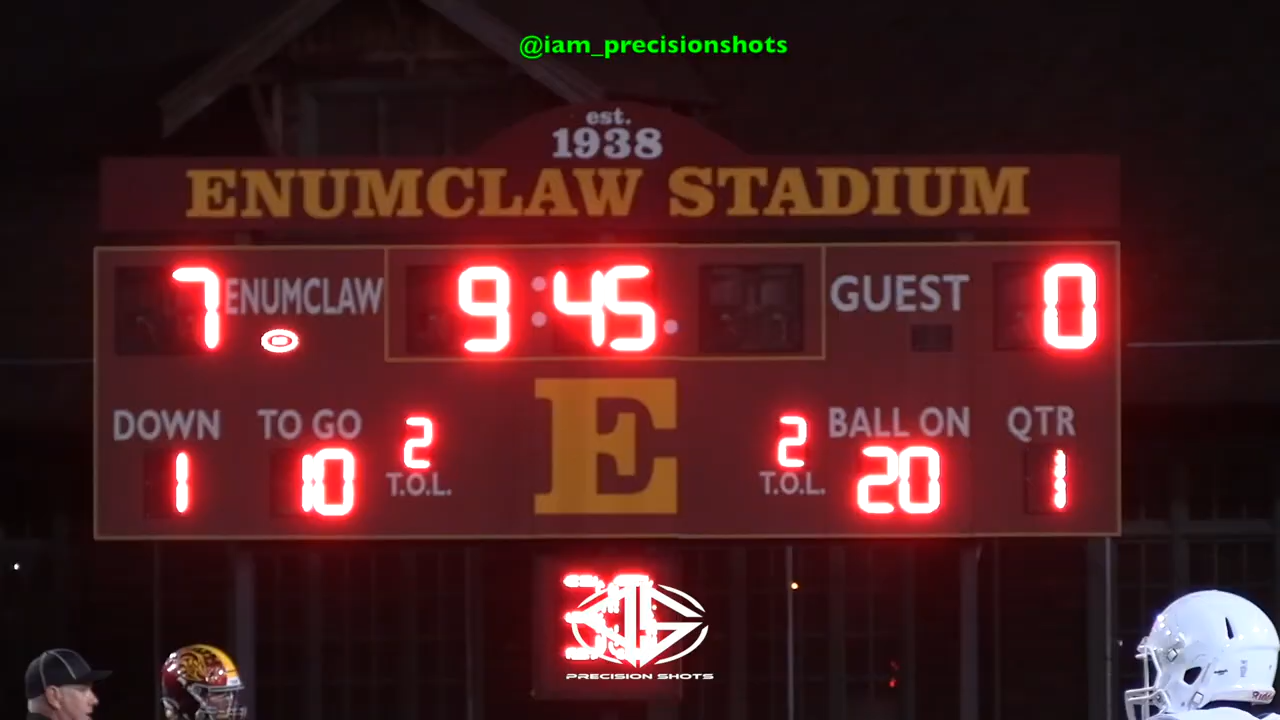 @iam_precisionshots
est.
1938
ENUMCLAW STADIUM
7 ENUMCLAW 9:45 GUEST 0
DOWN TO GO 2 2 BALL ON QTR
1 10 T.O.L. T.O.L. 20 1
PRECISION SHOTS